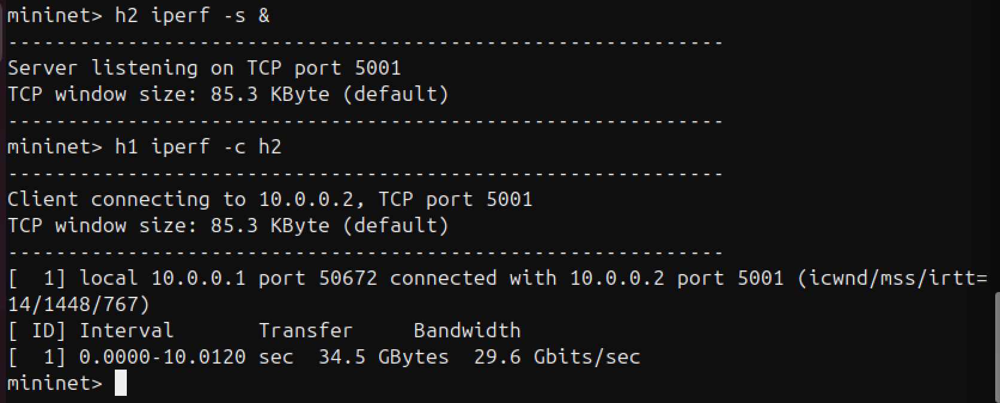 mininet> h2 iperf -s &
------------------------------------------------------------
Server listening on TCP port 5001
TCP window size: 85.3 KByte (default)
------------------------------------------------------------
mininet> h1 iperf -c h2
------------------------------------------------------------
Client connecting to 10.0.0.2, TCP port 5001
TCP window size: 85.3 KByte (default)
------------------------------------------------------------
[  1] local 10.0.0.1 port 50672 connected with 10.0.0.2 port 5001 (icwnd/mss/irtt=
14/1448/767)
[ ID] Interval       Transfer     Bandwidth
[  1] 0.0000-10.0120 sec  34.5 GBytes  29.6 Gbits/sec
mininet>